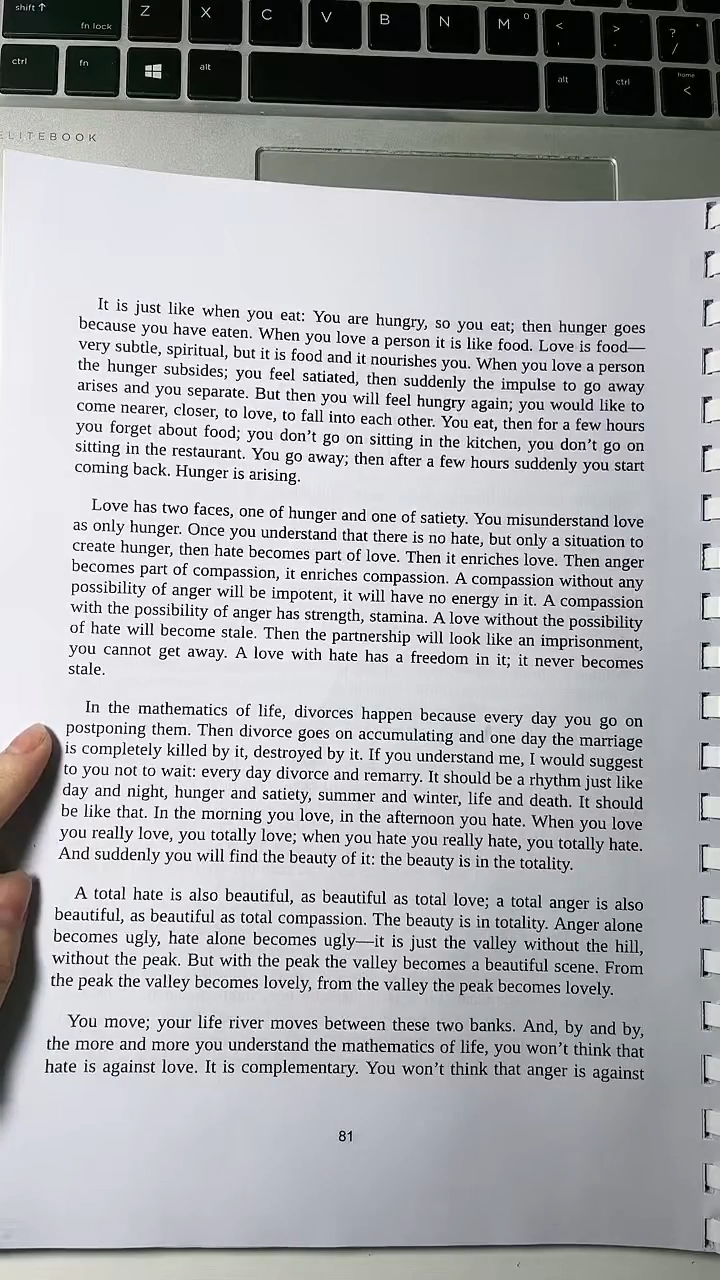 shift ↑ Z X C V B N M < > ?
fn lock /
ctrl fn alt alt ctrl home
<
ELITEBOOK
It is just like when you eat: You are hungry, so you eat; then hunger goes
because you have eaten. When you love a person it is like food. Love is food—
very subtle, spiritual, but it is food and it nourishes you. When you love a person
the hunger subsides; you feel satiated, then suddenly the impulse to go away
arises and you separate. But then you will feel hungry again; you would like to
come nearer, closer, to love, to fall into each other. You eat, then for a few hours
you forget about food; you don’t go on sitting in the kitchen, you don’t go on
sitting in the restaurant. You go away; then after a few hours suddenly you start
coming back. Hunger is arising.
Love has two faces, one of hunger and one of satiety. You misunderstand love
as only hunger. Once you understand that there is no hate, but only a situation to
create hunger, then hate becomes part of love. Then it enriches love. Then anger
becomes part of compassion, it enriches compassion. A compassion without any
possibility of anger will be impotent, it will have no energy in it. A compassion
with the possibility of anger has strength, stamina. A love without the possibility
of hate will become stale. Then the partnership will look like an imprisonment,
you cannot get away. A love with hate has a freedom in it; it never becomes
stale.
In the mathematics of life, divorces happen because every day you go on
postponing them. Then divorce goes on accumulating and one day the marriage
is completely killed by it, destroyed by it. If you understand me, I would suggest
to you not to wait: every day divorce and remarry. It should be a rhythm just like
day and night, hunger and satiety, summer and winter, life and death. It should
be like that. In the morning you love, in the afternoon you hate. When you love
you really love, you totally love; when you hate you really hate, you totally hate.
And suddenly you will find the beauty of it: the beauty is in the totality.
A total hate is also beautiful, as beautiful as total love; a total anger is also
beautiful, as beautiful as total compassion. The beauty is in totality. Anger alone
becomes ugly, hate alone becomes ugly—it is just the valley without the hill,
without the peak. But with the peak the valley becomes a beautiful scene. From
the peak the valley becomes lovely, from the valley the peak becomes lovely.
You move; your life river moves between these two banks. And, by and by,
the more and more you understand the mathematics of life, you won’t think that
hate is against love. It is complementary. You won’t think that anger is against
81